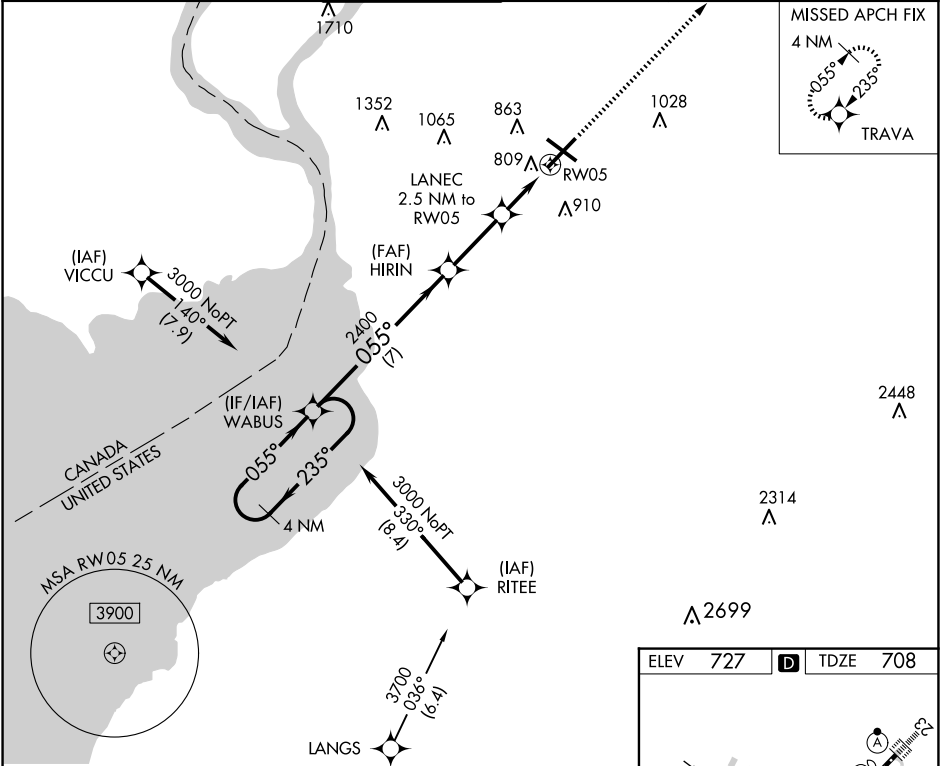 1710
MISSED APCH FIX
4 NM
055°
235°
TRAVA
1352
1065
863
1028
809
RW05
LANEC
2.5 NM to
RW05
910
(FAF)
HIRIN
(IAF)
VICCU
3000 NoPT
140°
(7.9)
2400
055°
(7)
(IF/IAF)
WABUS
2448
CANADA
UNITED STATES
055°
235°
4 NM
3000 NoPT
330°
(8.4)
2314
(IAF)
RITEE
MSA RW05 25 NM
3900
2699
3700
036°
(6.4)
LANGS
ELEV 727 D TDZE 708
A
23